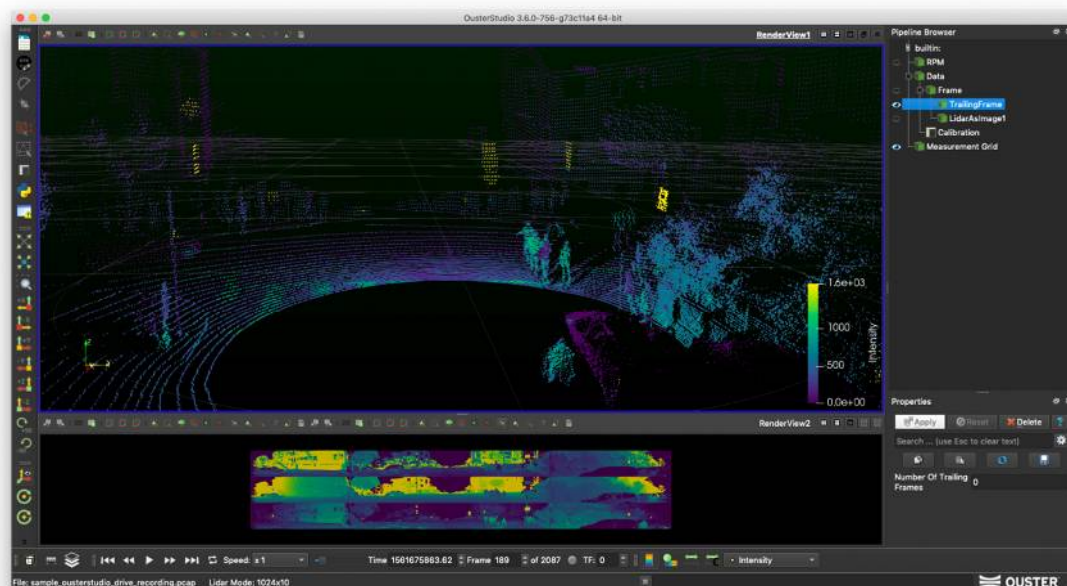 OusterStudio 3.6.0-756-g73c11a4 64-bit
RenderView1
Pipeline Browser
builtin:
RPM
Data
Frame
TrailingFrame
LidarAsImage1
Calibration
Measurement Grid
1.6e+03
1000
500
0.0e+00
Intensity
RenderView2
Properties
Apply
Reset
Delete
?
Search ... (use Esc to clear text)
Number Of Trailing
Frames
0
Speed: x1
Time 1561675863.62
Frame 189
of 2087
TF: 0
Intensity
File: sample_ousterstudio_drive_recording.pcap Lidar Mode: 1024x10
OUSTER